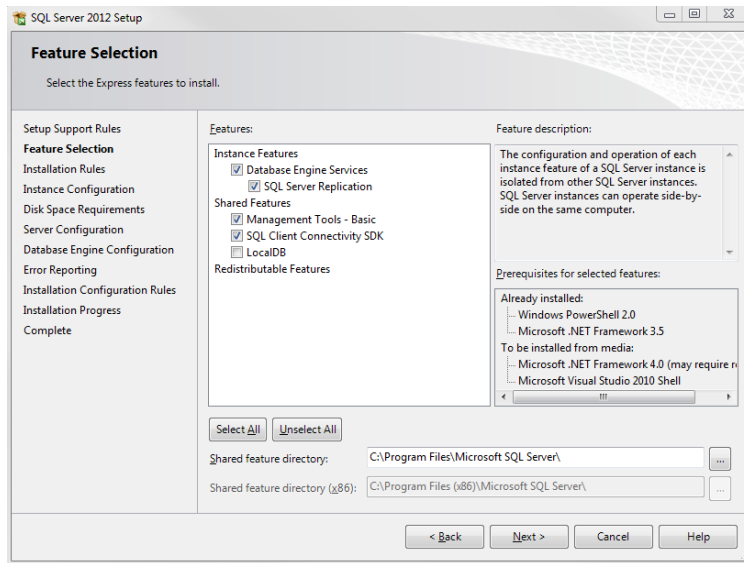 SQL Server 2012 Setup
Feature Selection
Select the Express features to install.
Setup Support Rules
Feature Selection
Installation Rules
Instance Configuration
Disk Space Requirements
Server Configuration
Database Engine Configuration
Error Reporting
Installation Configuration Rules
Installation Progress
Complete
Features:
Instance Features
Database Engine Services
SQL Server Replication
Shared Features
Management Tools - Basic
SQL Client Connectivity SDK
LocalDB
Redistributable Features
Feature description:
The configuration and operation of each
instance feature of a SQL Server instance is
isolated from other SQL Server instances.
SQL Server instances can operate side-by-
side on the same computer.
Prerequisites for selected features:
Already installed:
Windows PowerShell 2.0
Microsoft .NET Framework 3.5
To be installed from media:
Microsoft .NET Framework 4.0 (may require
Microsoft Visual Studio 2010 Shell
Select All
Unselect All
Shared feature directory:
C:\Program Files\Microsoft SQL Server\
...
Shared feature directory (x86):
C:\Program Files (x86)\Microsoft SQL Server\
...
< Back
Next >
Cancel
Help